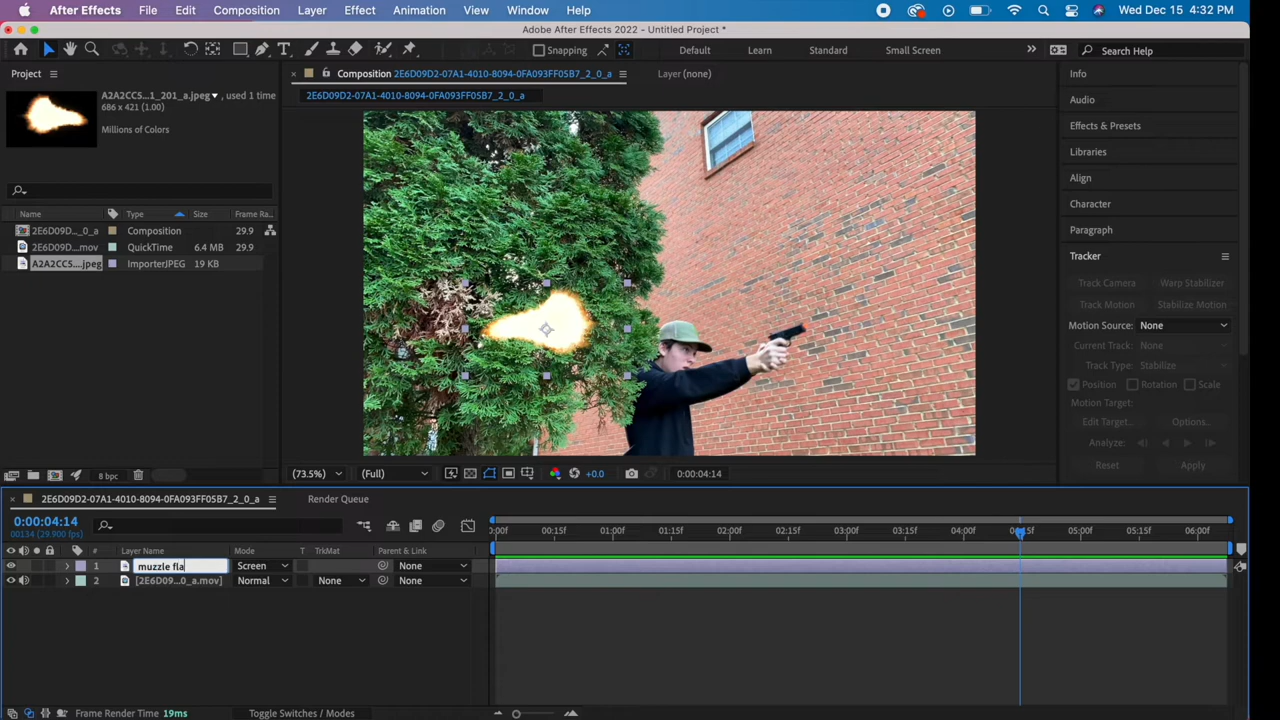 After Effects File Edit Composition Layer Effect Animation View Window Help Wed Dec 15 4:32 PM
Adobe After Effects 2022 - Untitled Project *
Snapping Default Learn Standard Small Screen Search Help
Project Composition 2E6D09D2-07A1-4010-8094-0FA093FF05B7_2_0_a Layer (none) Info
2E6D09D2-07A1-4010-8094-0FA093FF05B7_2_0_a
A2A2CC5...1_201_a.jpeg, used 1 time
686 x 421 (1.00)
Millions of Colors
Audio
Effects & Presets
Libraries
Align
Character
Paragraph
Name Type Size Frame Ra...
2E6D09D..._0_a Composition 29.9
2E6D09D....mov QuickTime 6.4 MB 29.9
A2A2CC5....jpeg ImporterJPEG 19 KB
Tracker
Track Camera Warp Stabilizer
Track Motion Stabilize Motion
Motion Source: None
Current Track: None
Track Type: Stabilize
Position Rotation Scale
Motion Target:
Edit Target... Options...
Analyze:
Reset Apply
8 bpc (73.5%) (Full) +0.0 0:00:04:14
2E6D09D2-07A1-4010-8094-0FA093FF05B7_2_0_a Render Queue
0:00:04:14
00134 (29.900 fps)
:00f 00:15f 01:00f 01:15f 02:00f 02:15f 03:00f 03:15f 04:00f 04:15f 05:00f 05:15f 06:00f
# Layer Name Mode T TrkMat Parent & Link
1 muzzle fla Screen None
2 [2E6D09...0_a.mov] Normal None None
Frame Render Time 19ms Toggle Switches / Modes